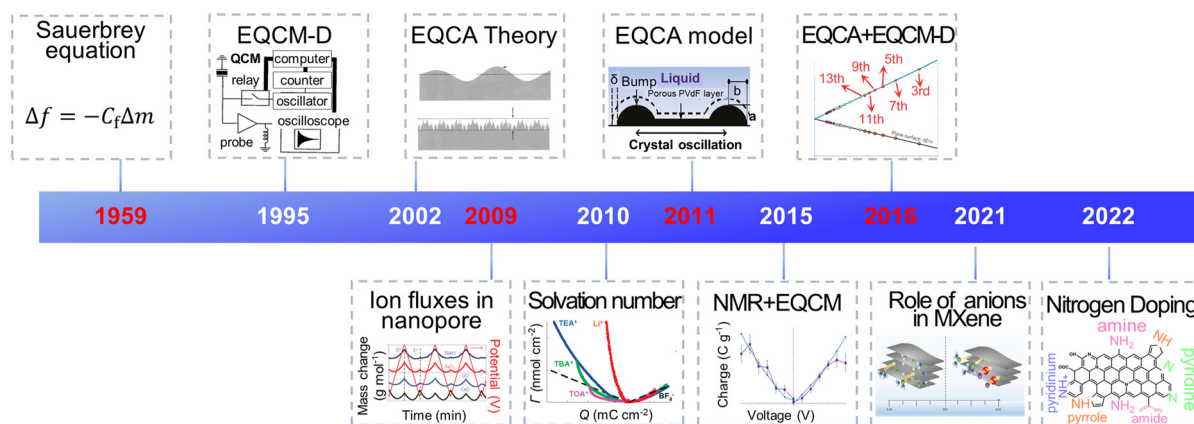 Sauerbrey
equation
Δf = −C_fΔm
EQCM-D
QCM
computer
relay
counter
oscillator
oscilloscope
probe
EQCA Theory
EQCA model
δ
Bump
Liquid
b
Porous PVdF layer
a
Crystal oscillation
EQCA+EQCM-D
13th
9th
5th
3rd
7th
11th
1959
1995
2002
2009
2010
2011
2015
2016
2021
2022
Ion fluxes in
nanopore
Mass change
(g mol⁻¹)
Potential (V)
Time (min)
Solvation number
TEA⁺
Li⁺
TBA⁺
TOA⁺
BF₄⁻
Γ (nmol cm⁻²)
Q (mC cm⁻²)
NMR+EQCM
Charge (C g⁻¹)
Voltage (V)
Role of anions
in MXene
Nitrogen Doping
amine
NH₂
NH
N
pyridinium
NH+
pyridine
N
NH
NH₂
pyrrole
amide